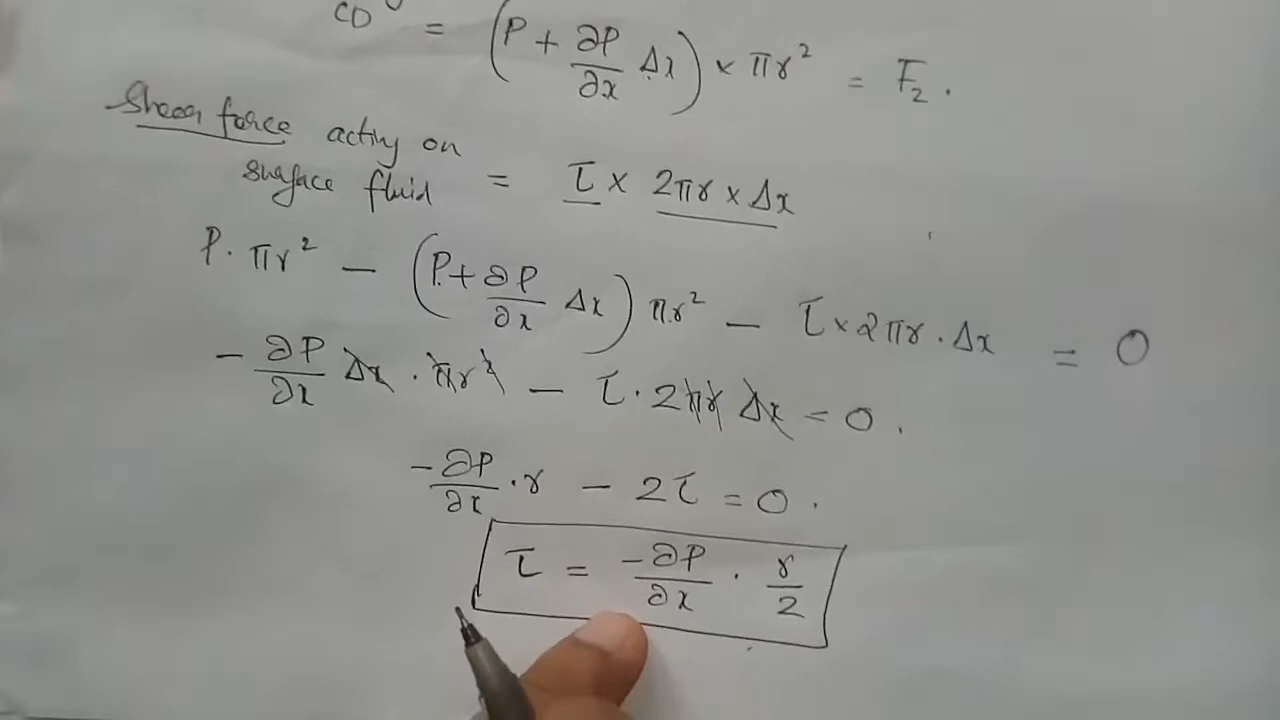 CD = (P + ∂P/∂x Δx) × πr² = F₂.
Shear force acting on
surface fluid = τ × 2πr × Δx
P. πr² − (P + ∂P/∂x Δx) πr² − τ × 2πr . Δx = 0
− ∂P/∂x Δx . πr² − τ . 2πr Δx = 0.
−∂P/∂x . r − 2τ = 0.
τ = −∂P/∂x . r/2